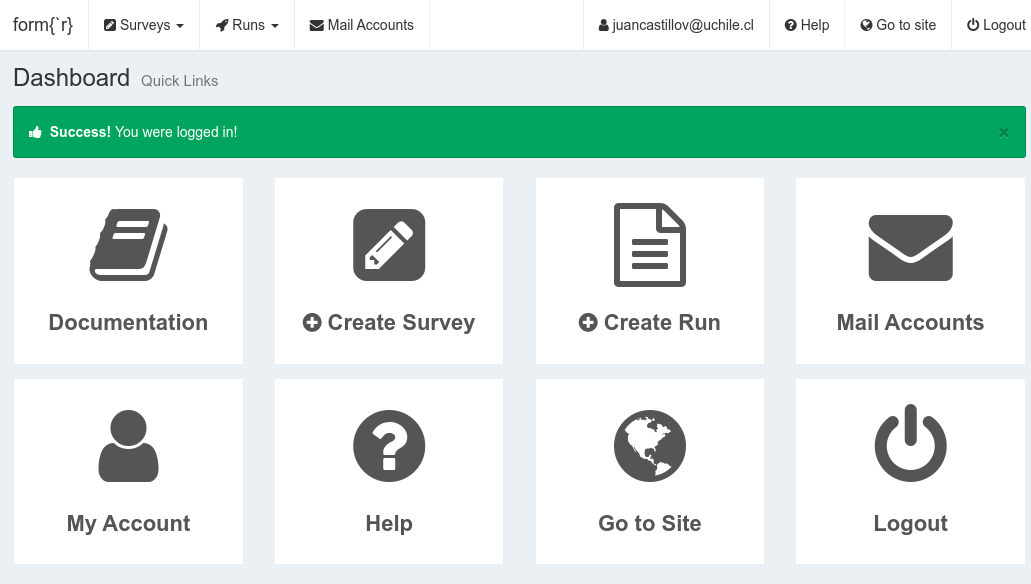 form{`r} Surveys Runs Mail Accounts juancastillov@uchile.cl Help Go to site Logout
Dashboard Quick Links
Success! You were logged in!
×
Documentation
Create Survey
Create Run
Mail Accounts
My Account
Help
Go to Site
Logout